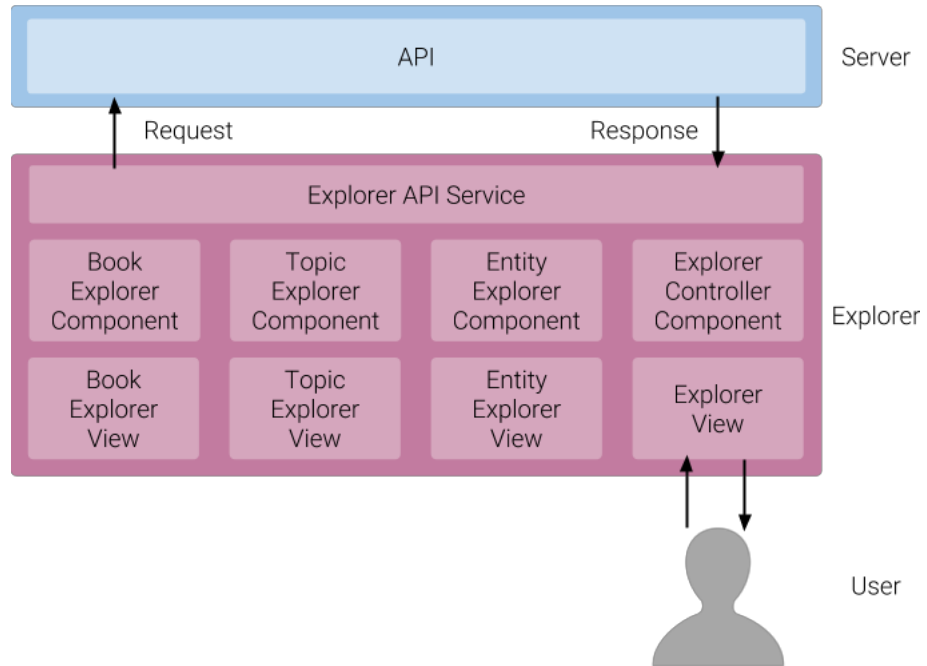 API
Server
Request
Response
Explorer API Service
Book
Explorer
Component
Topic
Explorer
Component
Entity
Explorer
Component
Explorer
Controller
Component
Explorer
Book
Explorer
View
Topic
Explorer
View
Entity
Explorer
View
Explorer
View
User